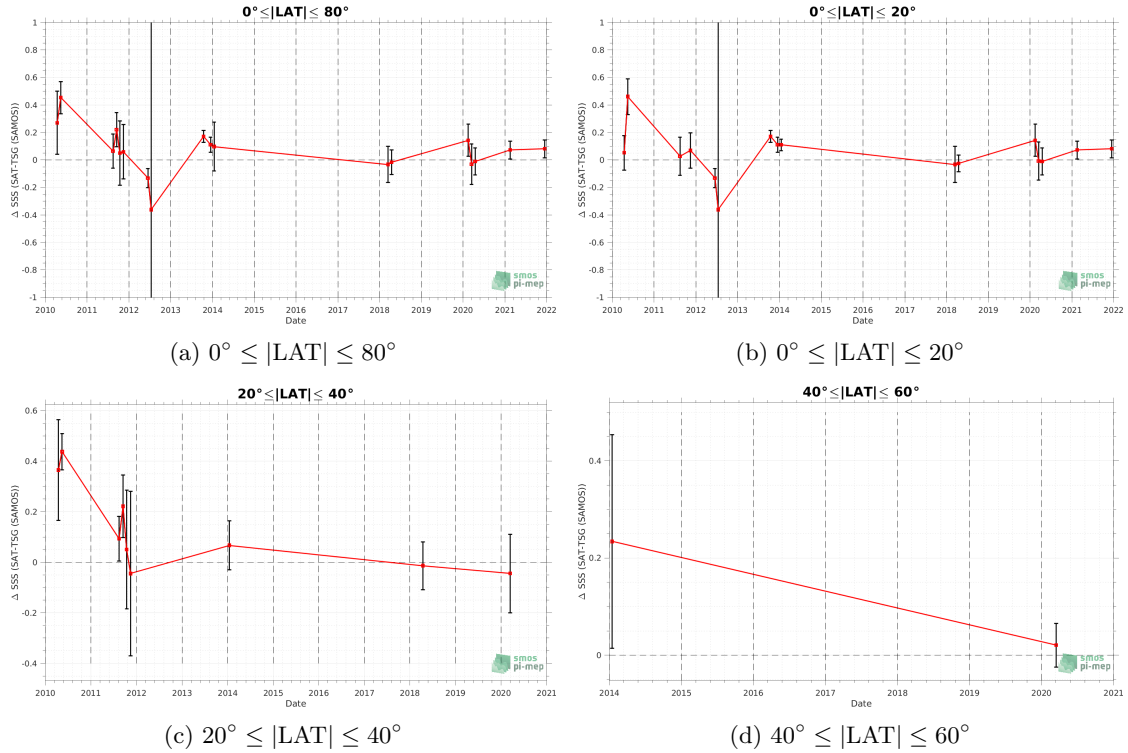 0°≤|LAT|≤ 80°
Δ SSS (SAT-TSG (SAMOS))
1
0.8
0.6
0.4
0.2
0
-0.2
-0.4
-0.6
-0.8
-1
2010 2011 2012 2013 2014 2015 2016 2017 2018 2019 2020 2021 2022
Date
smos
pi-mep
(a) 0° ≤ |LAT| ≤ 80°
0°≤|LAT|≤ 20°
Δ SSS (SAT-TSG (SAMOS))
1
0.8
0.6
0.4
0.2
0
-0.2
-0.4
-0.6
-0.8
-1
2010 2011 2012 2013 2014 2015 2016 2017 2018 2019 2020 2021 2022
Date
smos
pi-mep
(b) 0° ≤ |LAT| ≤ 20°
20°≤|LAT|≤ 40°
Δ SSS (SAT-TSG (SAMOS))
0.6
0.4
0.2
0
-0.2
-0.4
2010 2011 2012 2013 2014 2015 2016 2017 2018 2019 2020 2021
Date
smos
pi-mep
(c) 20° ≤ |LAT| ≤ 40°
40°≤|LAT|≤ 60°
Δ SSS (SAT-TSG (SAMOS))
0.4
0.2
0
2014 2015 2016 2017 2018 2019 2020 2021
Date
smos
pi-mep
(d) 40° ≤ |LAT| ≤ 60°